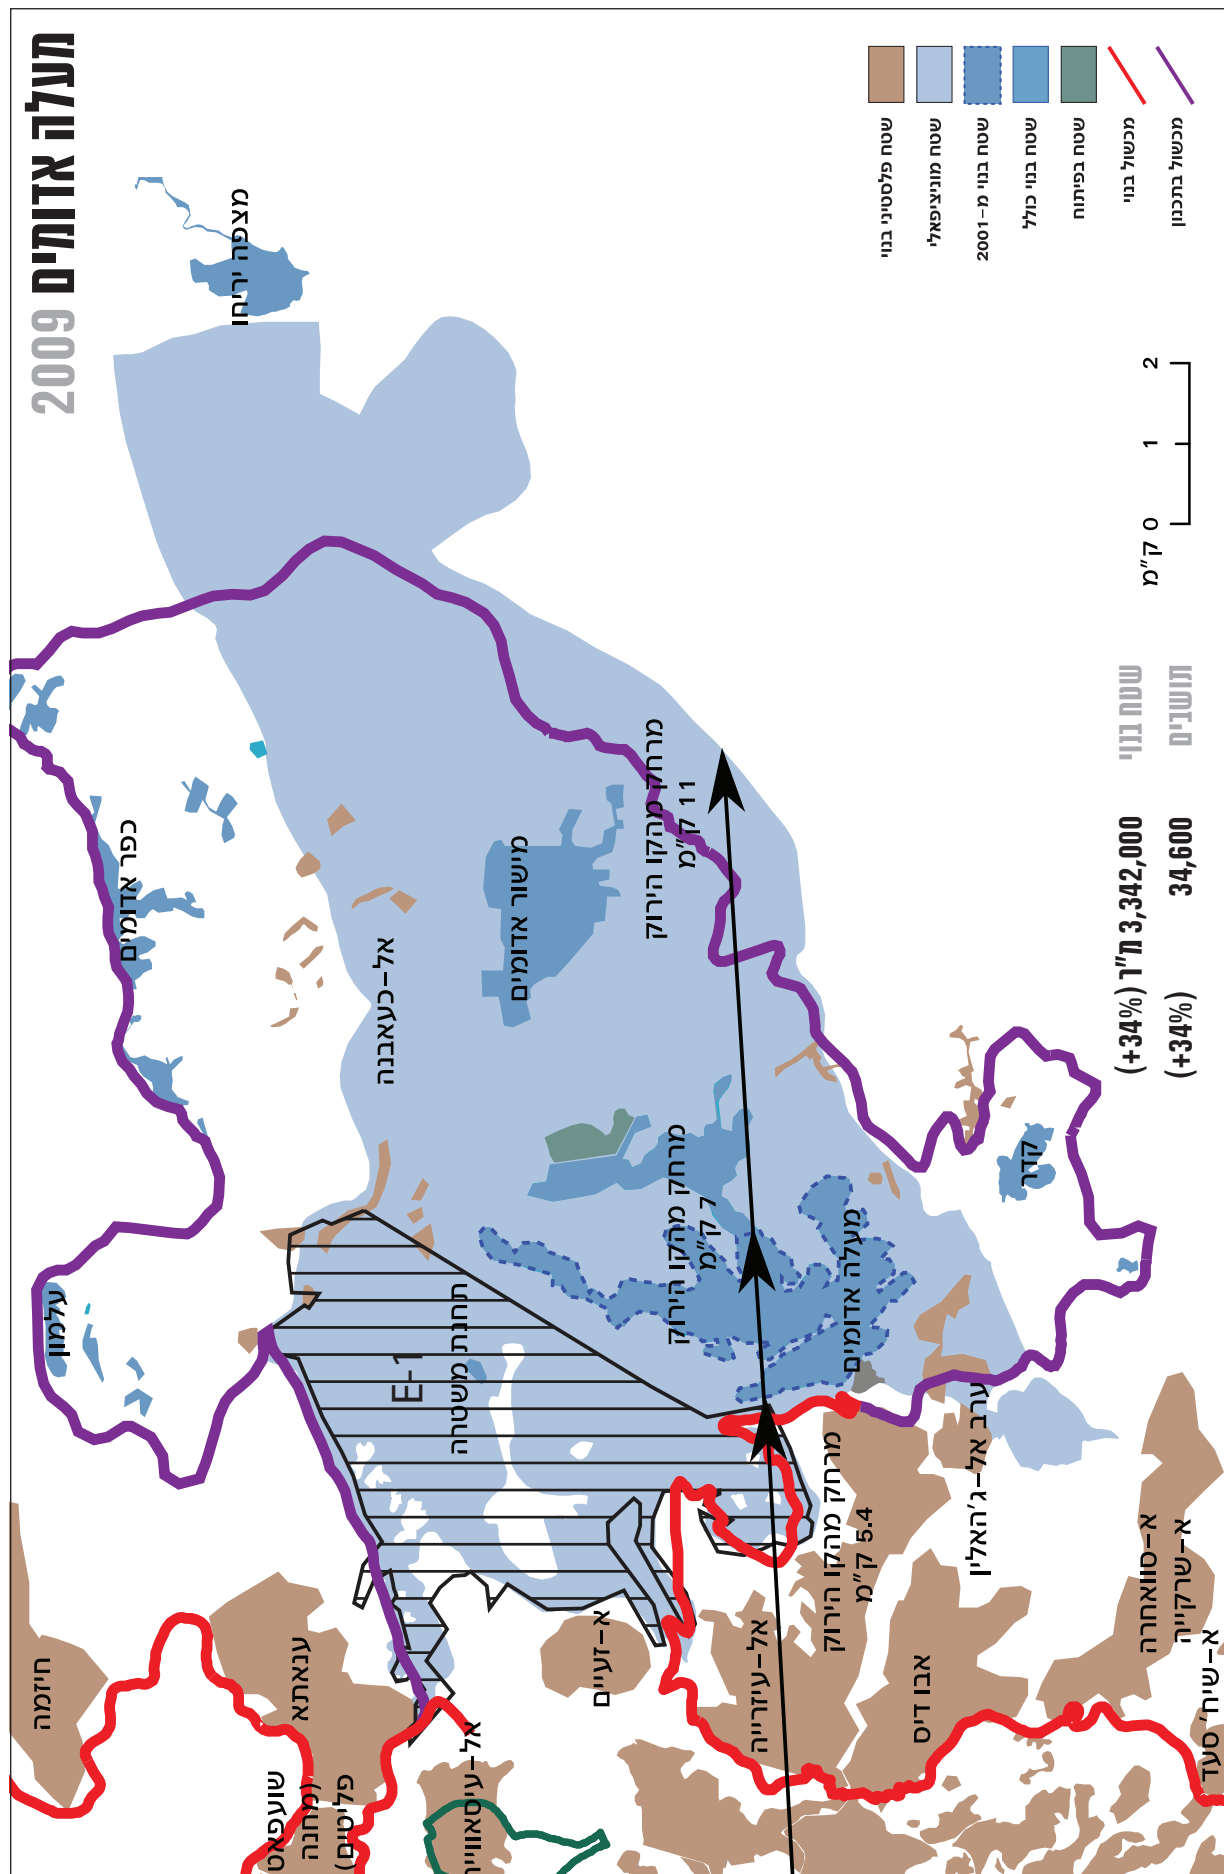 מעלה אדומים 2009
שטח פלסטיני בנוי
שטח מוניציפאלי
שטח בנוי מ-2001
שטח בנוי כולל
שטח בפיתוח
מכשול בנוי
מכשול בתכנון
מצפה יריחו
ק"מ 0 1 2
שטח בנוי 3,342,000 מ"ר (+34%)
תושבים 34,600 (+34%)
כפר אדומים
אל-כעאבנה
מישור אדומים
מרחק מהקו הירוק
11 ק"מ
עלמון
E-1
תחנת משטרה
מרחק מהקו הירוק
7 ק"מ
מעלה אדומים
קדר
חיזמה
ענאתא
שועפאט
(מחנה
פליטים)
אל-עיסאווייה
א-זעיים
אל-עיזרייה
מרחק מהקו הירוק
5.4 ק"מ
אבו דיס
ערב אל-ג'האלין
א-סוואחרה
א-שרקייה
א-שיח' סעד